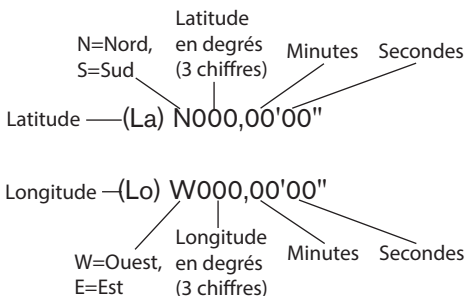 N=Nord,
S=Sud
Latitude
en degrés
(3 chiffres)
Minutes
Secondes
Latitude
(La) N000,00'00"
Longitude
(Lo) W000,00'00"
W=Ouest,
E=Est
Longitude
en degrés
(3 chiffres)
Minutes
Secondes